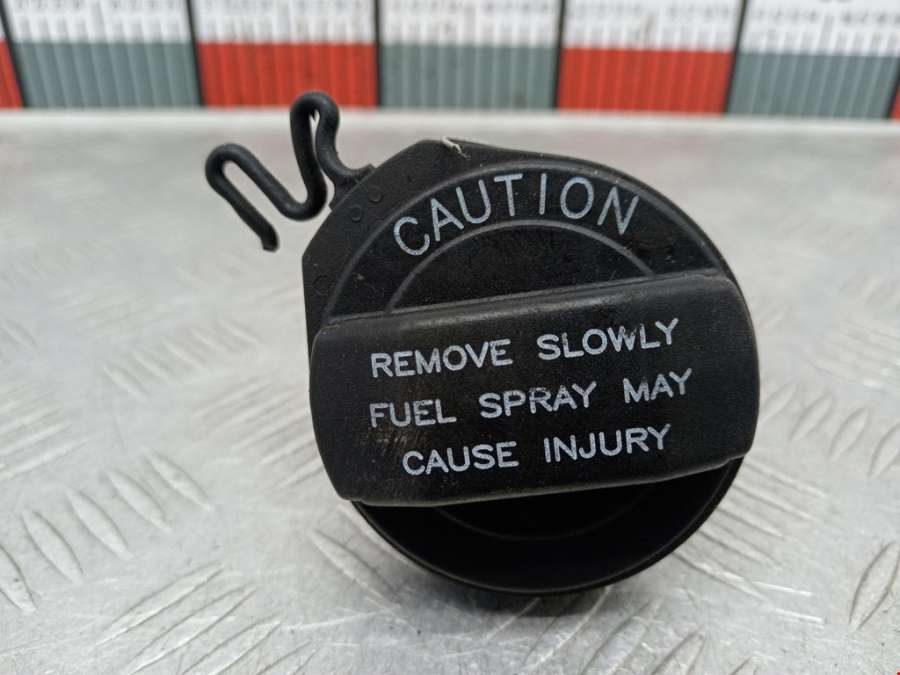 CAUTION
REMOVE SLOWLY
FUEL SPRAY MAY
CAUSE INJURY